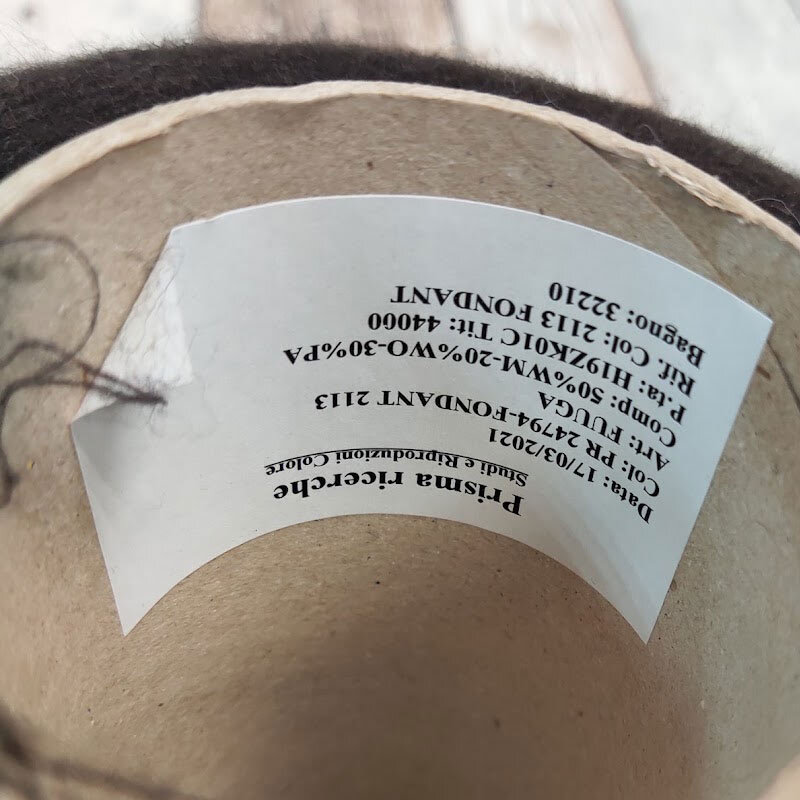 Prisma ricerche
Studi e Riproduzioni Colore
Data: 17/03/2021
Col: PR 24794-FONDANT 2113
Art: FUUGA
Comp: 50%WM-20%WO-30%PA
P.ta: H19ZK01C Tit: 44000
Rif. Col: 2113 FONDANT
Bagno: 32210